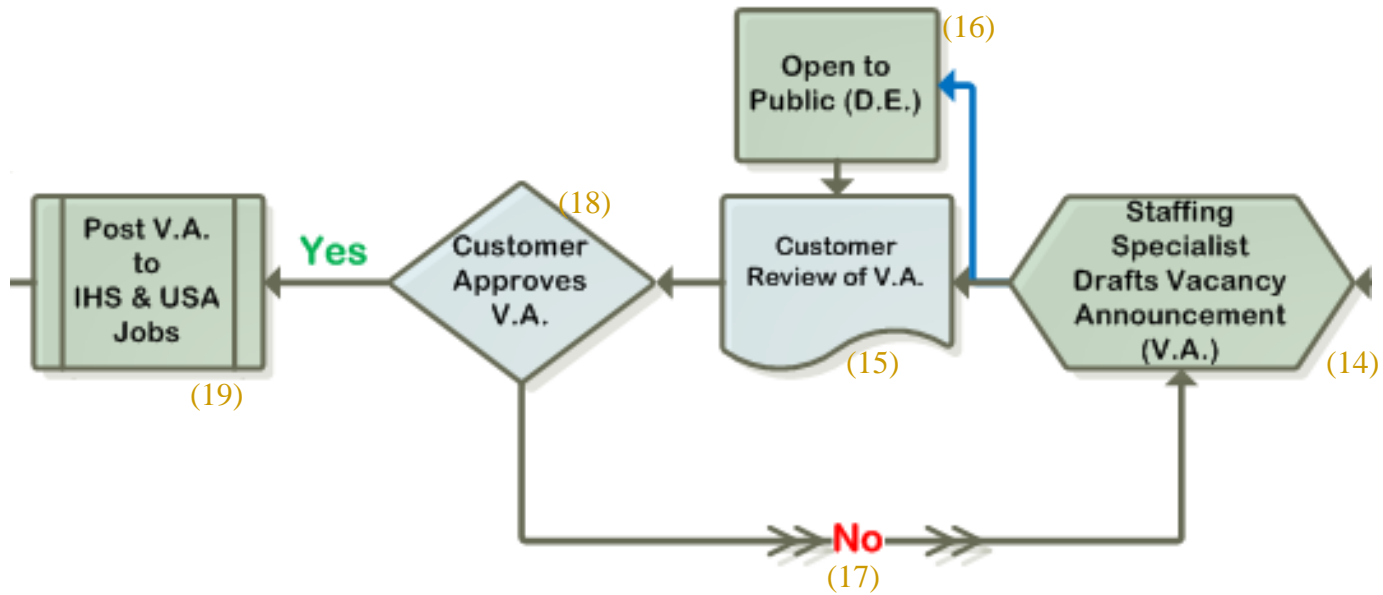 (16)
Open to
Public (D.E.)
(18)
Post V.A.
to
IHS & USA
Jobs
(19)
Yes
Customer
Approves
V.A.
Customer
Review of V.A.
(15)
Staffing
Specialist
Drafts Vacancy
Announcement
(V.A.)
(14)
No
(17)